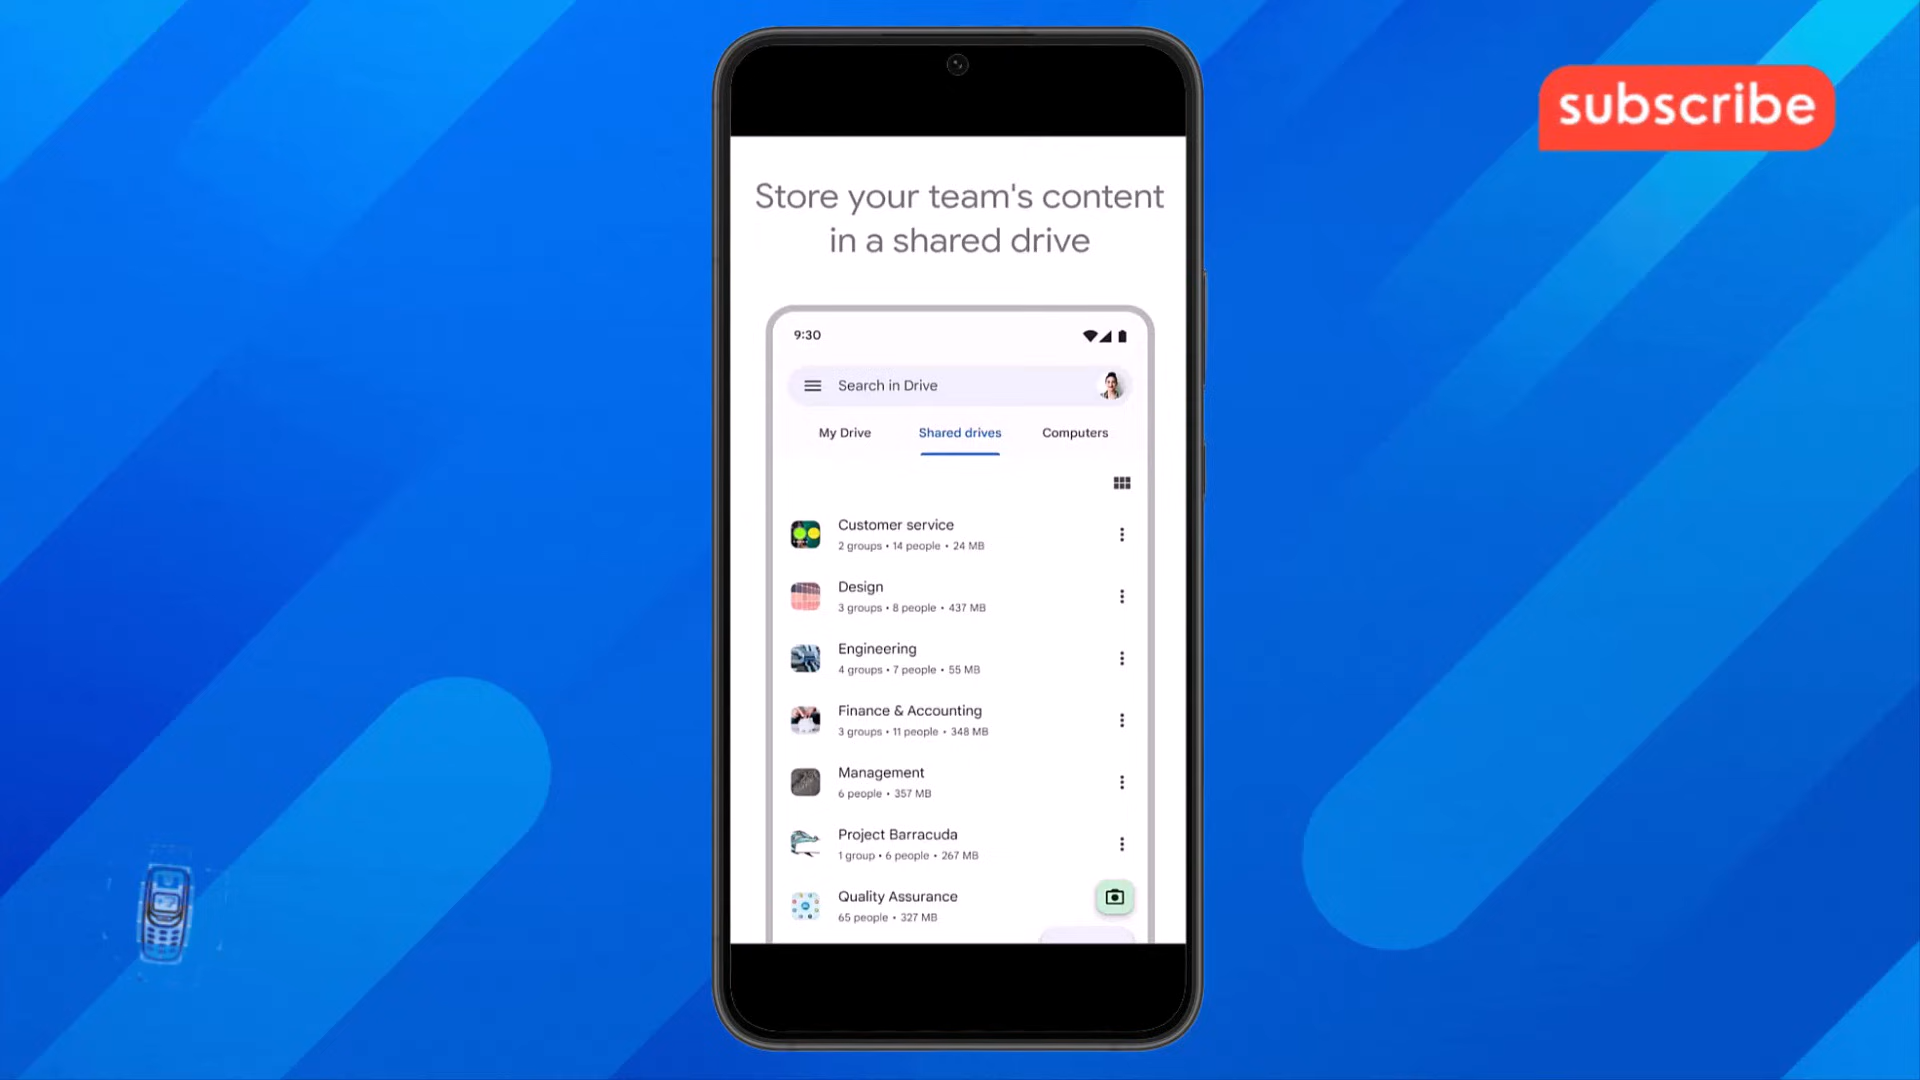 subscribe
Store your team's content
in a shared drive
9:30
Search in Drive
My Drive
Shared drives
Computers
Customer service
2 groups • 14 people • 24 MB
Design
3 groups • 8 people • 437 MB
Engineering
4 groups • 7 people • 55 MB
Finance & Accounting
3 groups • 11 people • 348 MB
Management
6 people • 357 MB
Project Barracuda
1 group • 6 people • 267 MB
Quality Assurance
65 people • 327 MB